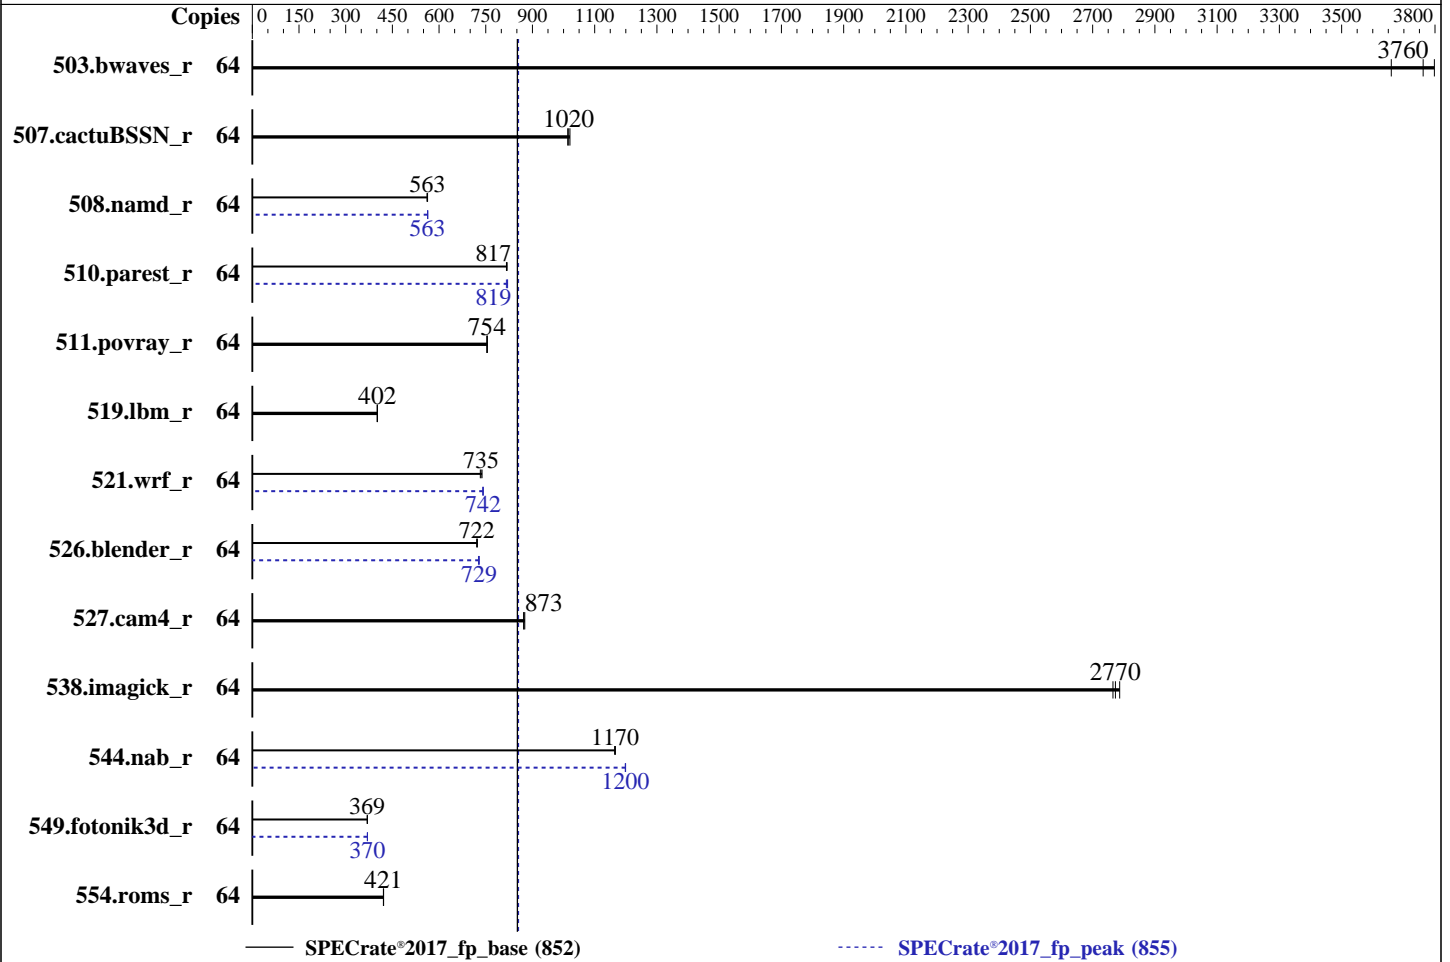 Copies 0 150 300 450 600 750 900 1100 1300 1500 1700 1900 2100 2300 2500 2700 2900 3100 3300 3500 3800
503.bwaves_r 64 3760
507.cactuBSSN_r 64 1020
508.namd_r 64 563
563
510.parest_r 64 817
819
511.povray_r 64 754
519.lbm_r 64 402
521.wrf_r 64 735
742
526.blender_r 64 722
729
527.cam4_r 64 873
538.imagick_r 64 2770
544.nab_r 64 1170
1200
549.fotonik3d_r 64 369
370
554.roms_r 64 421
SPECrate®2017_fp_base (852) SPECrate®2017_fp_peak (855)